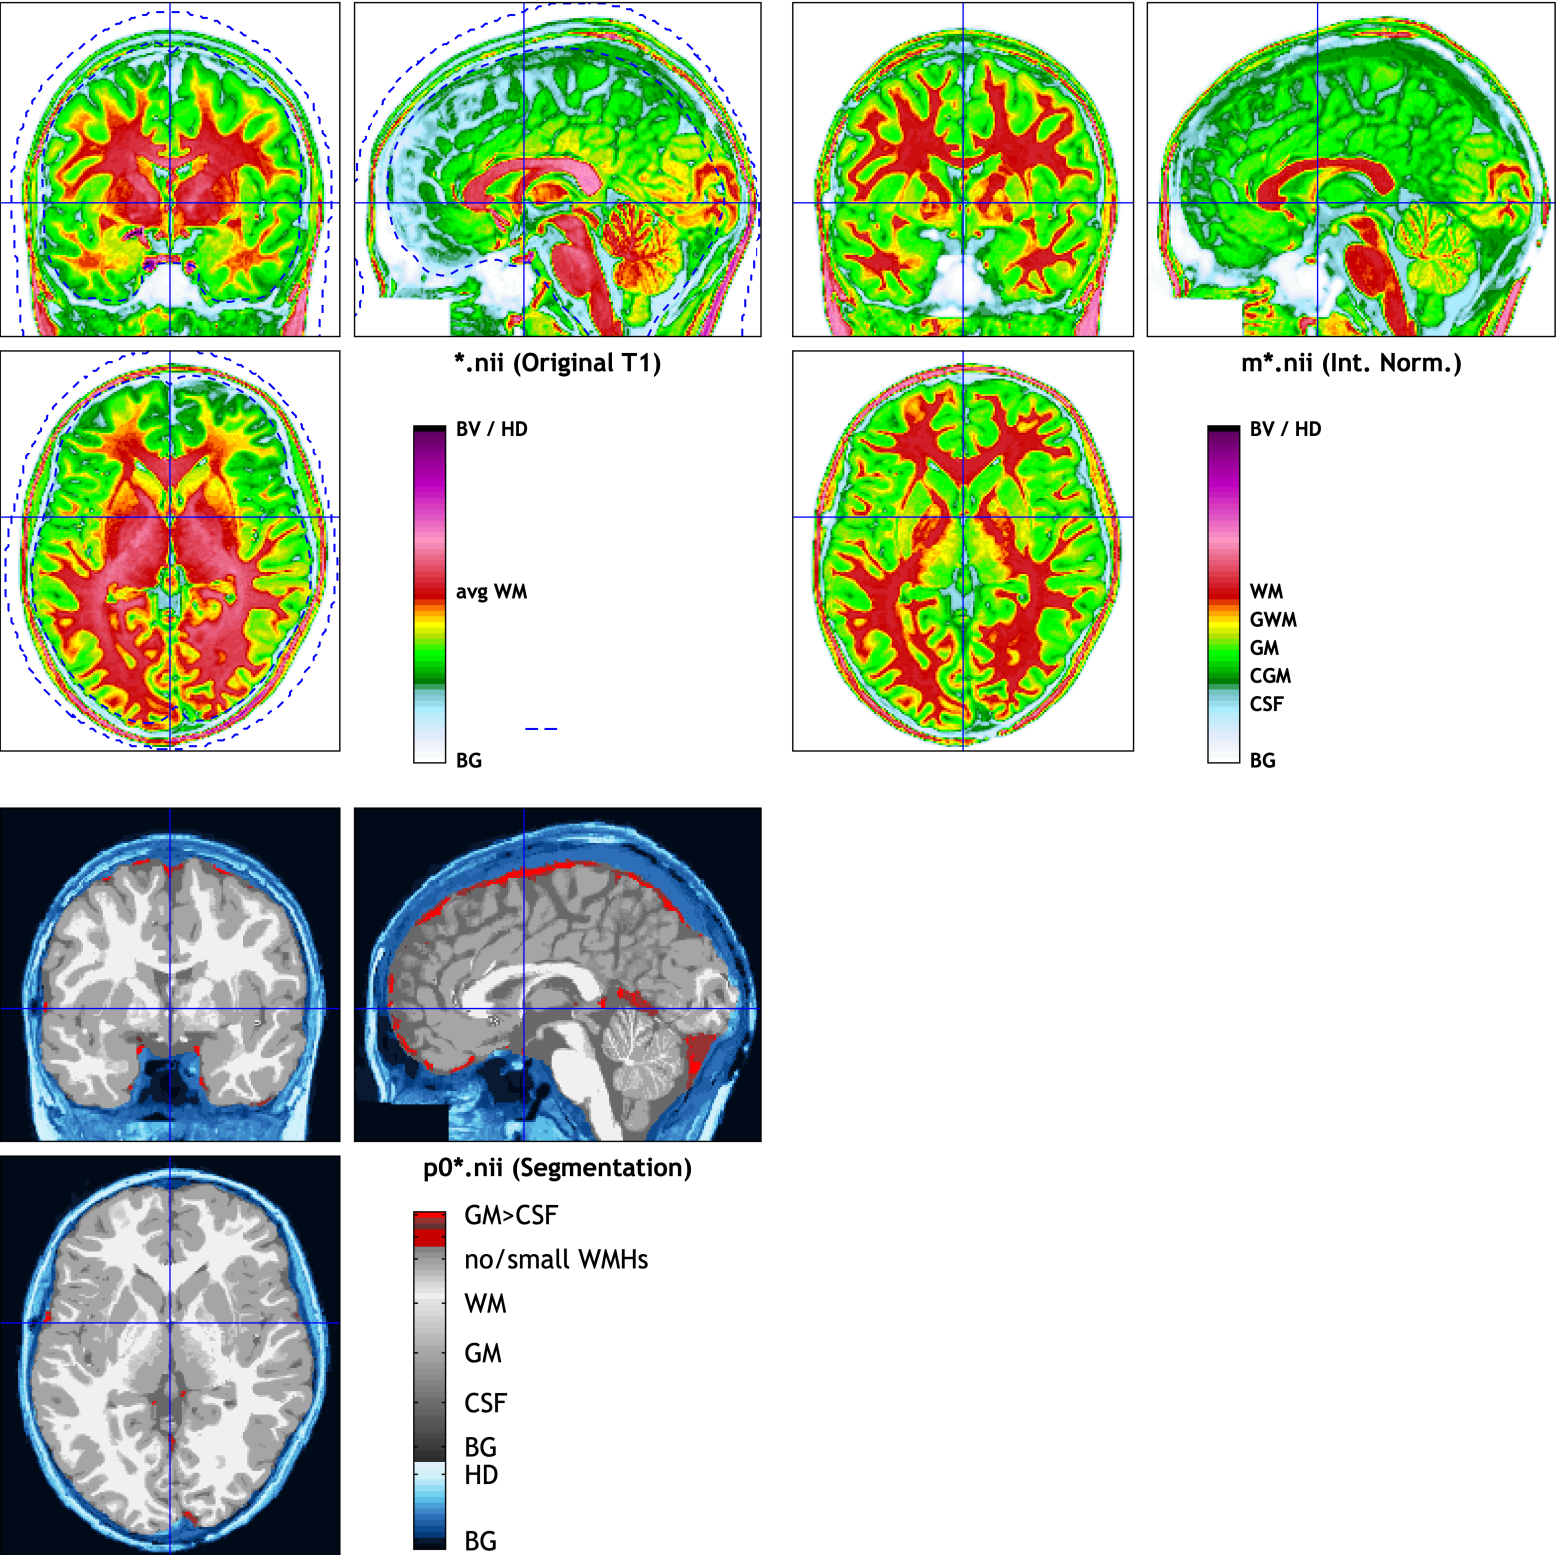 *.nii (Original T1)
BV / HD
avg WM
BG
m*.nii (Int. Norm.)
BV / HD
WM
GWM
GM
CGM
CSF
BG
p0*.nii (Segmentation)
GM>CSF
no/small WMHs
WM
GM
CSF
BG
HD
BG